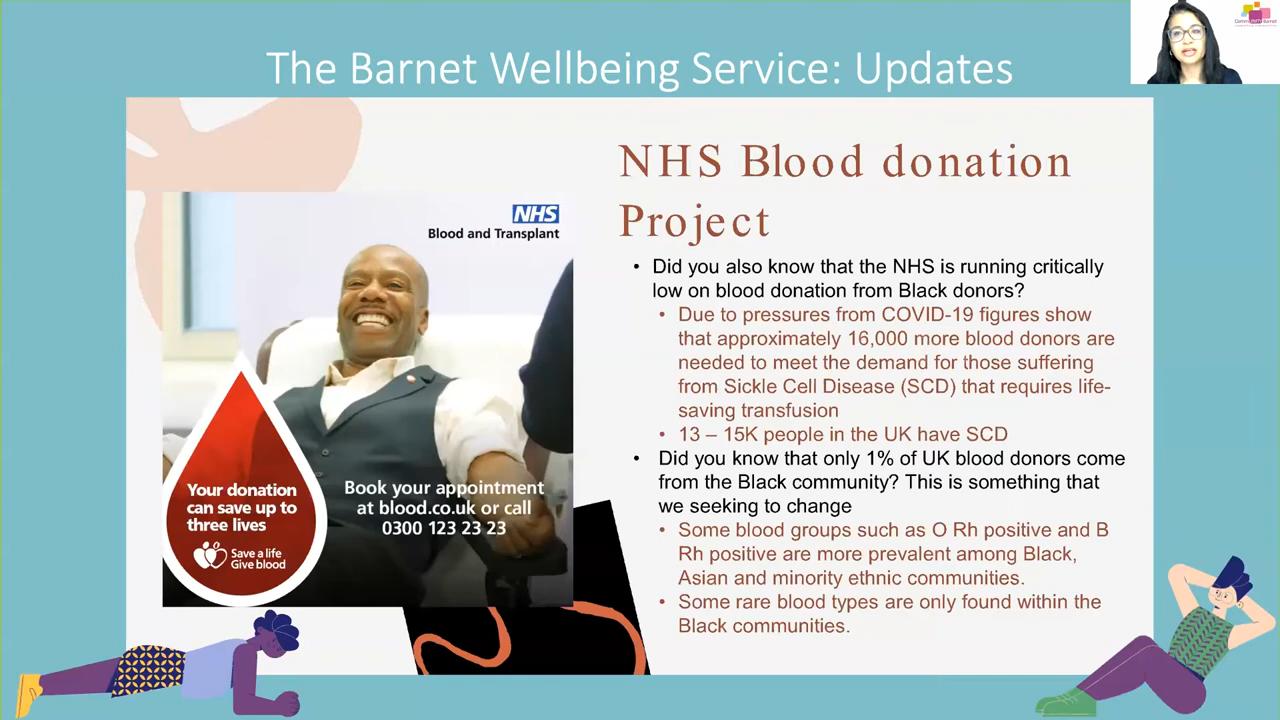 The Barnet Wellbeing Service: Updates
NHS Blood donation
Project
NHS
Blood and Transplant
Your donation
can save up to
three lives
Save a life
Give blood
Book your appointment
at blood.co.uk or call
0300 123 23 23
• Did you also know that the NHS is running critically
low on blood donation from Black donors?
• Due to pressures from COVID-19 figures show
that approximately 16,000 more blood donors are
needed to meet the demand for those suffering
from Sickle Cell Disease (SCD) that requires life-
saving transfusion
• 13 – 15K people in the UK have SCD
• Did you know that only 1% of UK blood donors come
from the Black community? This is something that
we seeking to change
• Some blood groups such as O Rh positive and B
Rh positive are more prevalent among Black,
Asian and minority ethnic communities.
• Some rare blood types are only found within the
Black communities.